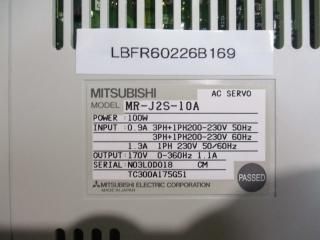 LBFR60226B169
MITSUBISHI AC SERVO
MODEL MR-J2S-10A
POWER : 100W
INPUT : 0.9A 3PH+1PH200-230V 50Hz
3PH+1PH200-230V 60Hz
1.3A 1PH 230V 50/60Hz
OUTPUT: 170V 0-360Hz 1.1A
SERIAL: N03LOD018 CM
TC300A175G51
PASSED
MITSUBISHI ELECTRIC CORPORATION
MADE IN JAPAN